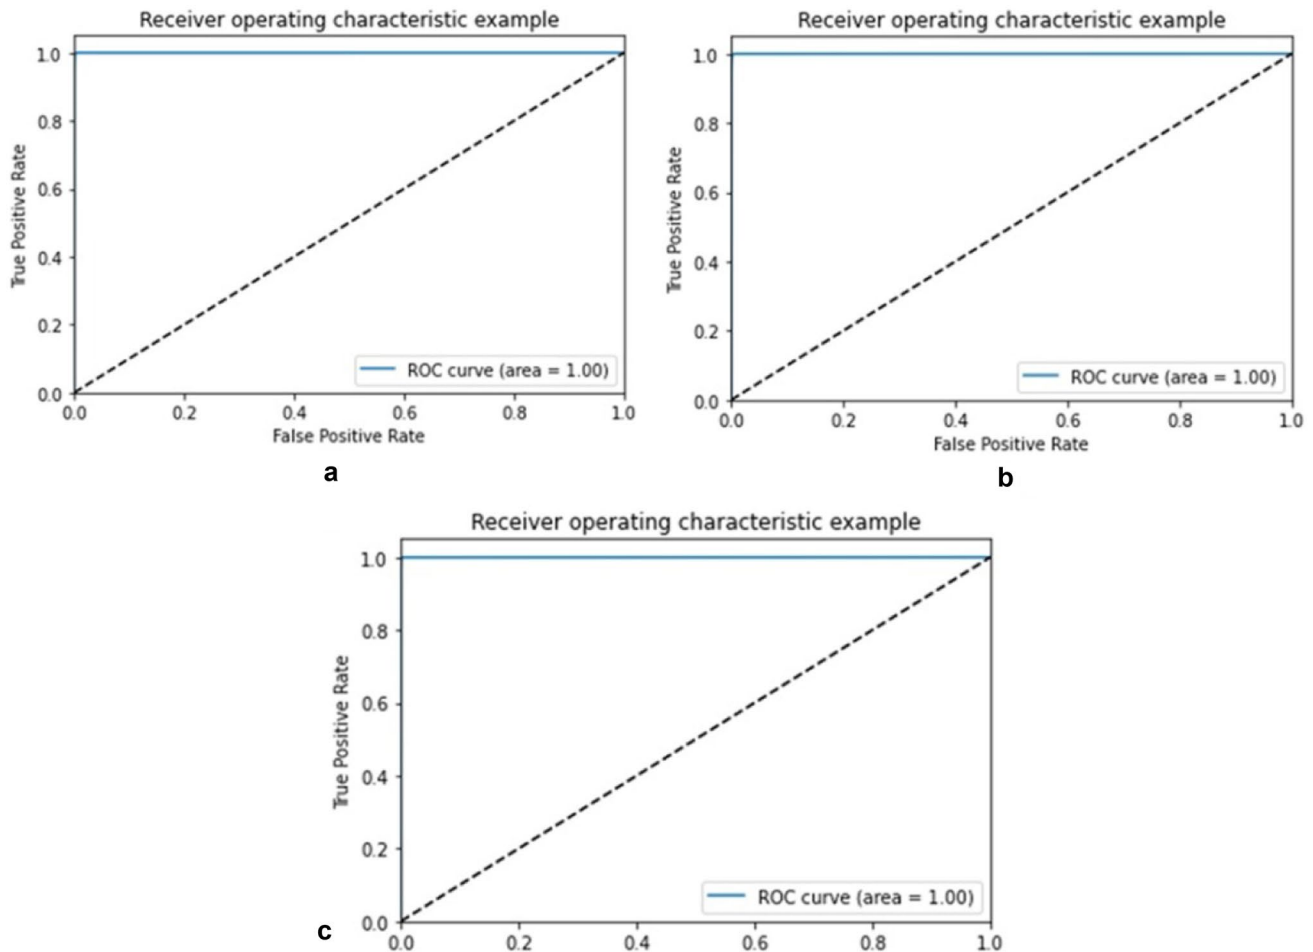 Receiver operating characteristic example
1.0
0.8
0.6
0.4
0.2
0.0
True Positive Rate
ROC curve (area = 1.00)
0.0 0.2 0.4 0.6 0.8 1.0
False Positive Rate
a
Receiver operating characteristic example
1.0
0.8
0.6
0.4
0.2
0.0
True Positive Rate
ROC curve (area = 1.00)
0.0 0.2 0.4 0.6 0.8 1.0
False Positive Rate
b
Receiver operating characteristic example
1.0
0.8
0.6
0.4
0.2
0.0
True Positive Rate
ROC curve (area = 1.00)
0.0 0.2 0.4 0.6 0.8 1.0
c